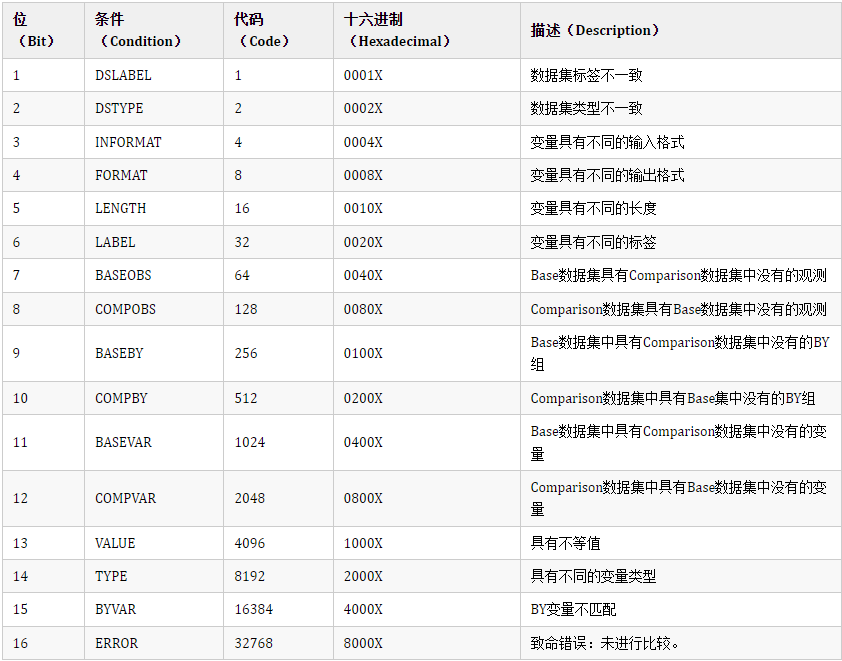 位 条件 代码 十六进制 描述（Description）
（Bit） （Condition） （Code） （Hexadecimal）
1 DSLABEL 1 0001X 数据集标签不一致
2 DSTYPE 2 0002X 数据集类型不一致
3 INFORMAT 4 0004X 变量具有不同的输入格式
4 FORMAT 8 0008X 变量具有不同的输出格式
5 LENGTH 16 0010X 变量具有不同的长度
6 LABEL 32 0020X 变量具有不同的标签
7 BASEOBS 64 0040X Base数据集具有Comparison数据集中没有的观测
8 COMPOBS 128 0080X Comparison数据集具有Base数据集中没有的观测
9 BASEBY 256 0100X Base数据集中具有Comparison数据集中没有的BY
组
10 COMPBY 512 0200X Comparison数据集中具有Base集中没有的BY组
11 BASEVAR 1024 0400X Base数据集中具有Comparison数据集中没有的变
量
12 COMPVAR 2048 0800X Comparison数据集中具有Base数据集中没有的变
量
13 VALUE 4096 1000X 具有不等值
14 TYPE 8192 2000X 具有不同的变量类型
15 BYVAR 16384 4000X BY变量不匹配
16 ERROR 32768 8000X 致命错误：未进行比较。